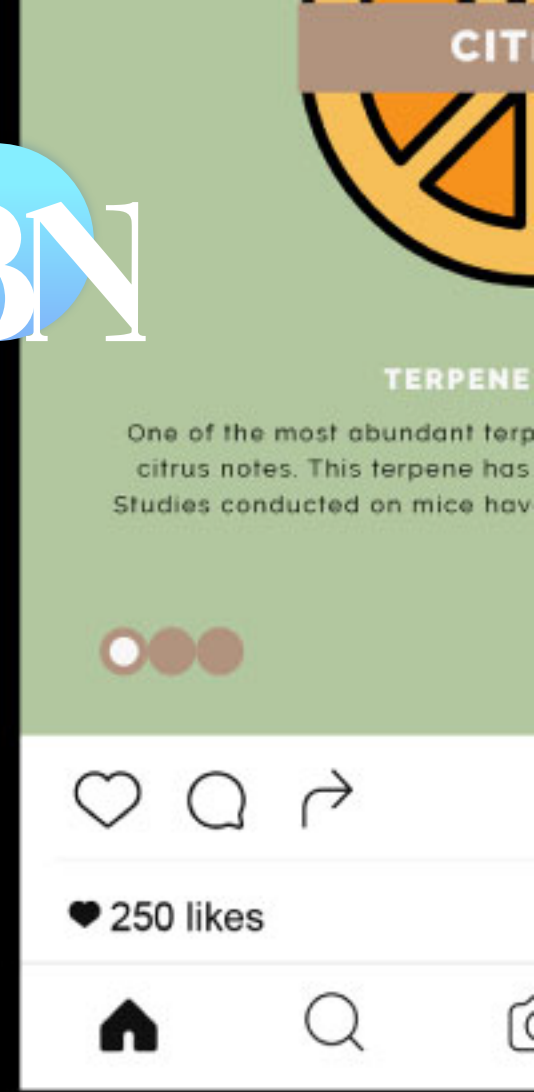 CIT
BN
TERPENE
One of the most abundant terp
citrus notes. This terpene has
Studies conducted on mice hav
250 likes